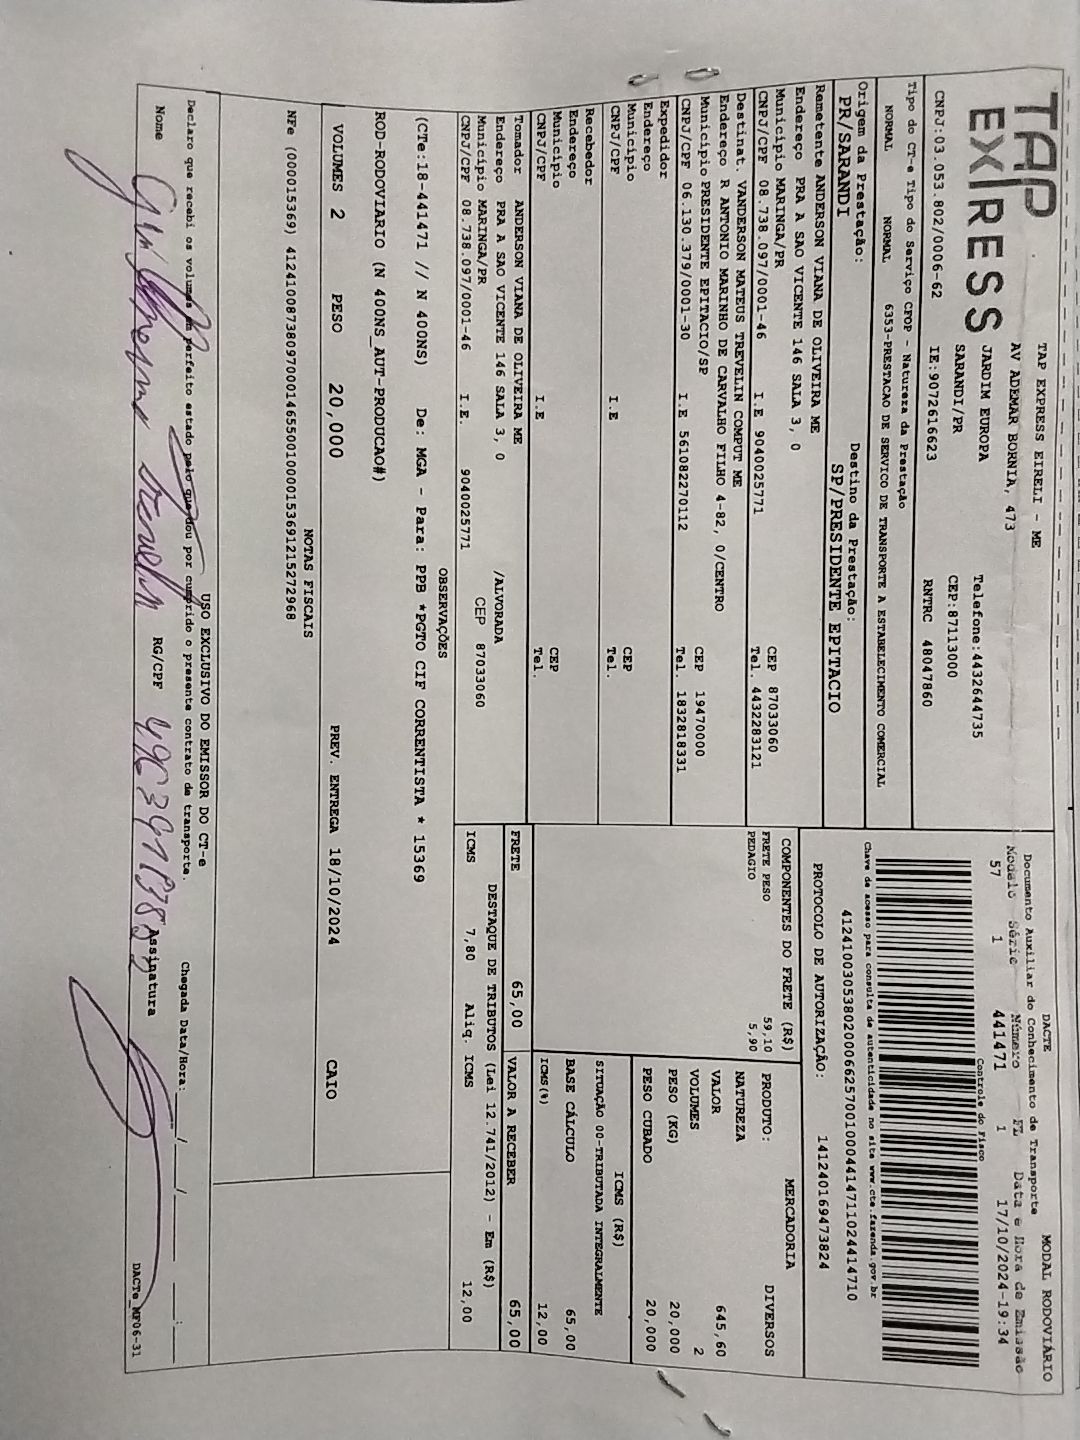 TAP EXPRESS
TAP EXPRESS EIRELI - ME
AV ADEMAR BORNIA, 473
JARDIM EUROPA
SARANDI/PR
Telefone:4432644735
CEP:87113000
CNPJ:03.053.802/0006-62 IE:9072616623 RNTRC 48047860
Tipo do CT-e Tipo do Serviço CFOP - Natureza da Prestação
NORMAL NORMAL 6353-PRESTACAO DE SERVICO DE TRANSPORTE A ESTABELECIMENTO COMERCIAL
Origem da Prestação: Destino da Prestação:
PR/SARANDI SP/PRESIDENTE EPITACIO
Remetente ANDERSON VIANA DE OLIVEIRA ME
Endereço PRA A SAO VICENTE 146 SALA 3, 0
Município MARINGA/PR CEP 87033060
CNPJ/CPF 08.738.097/0001-46 I.E 9040025771 Tel. 4432283121
Destinat. VANDERSON MATEUS TREVELIN COMPUT ME
Endereço R ANTONIO MARINHO DE CARVALHO FILHO 4-82, 0/CENTRO
Município PRESIDENTE EPITACIO/SP CEP 19470000
CNPJ/CPF 06.130.379/0001-30 I.E 561082270112 Tel. 1832818331
Expedidor
Endereço
Município CEP
CNPJ/CPF I.E Tel.
Recebedor
Endereço
Município CEP
CNPJ/CPF I.E Tel.
Tomador ANDERSON VIANA DE OLIVEIRA ME
Endereço PRA A SAO VICENTE 146 SALA 3, 0 /ALVORADA
Município MARINGA/PR CEP 87033060
CNPJ/CPF 08.738.097/0001-46 I.E. 9040025771
DACTE MODAL RODOVIÁRIO
Documento Auxiliar do Conhecimento de Transporte
Modelo Série Número FL Data e Hora de Emissão
57 1 441471 1 17/10/2024-19:34
Controle do Fisco
Chave de acesso para consulta de autenticidade no site www.cte.fazenda.gov.br
41241003053802000662570010004414711024414710
PROTOCOLO DE AUTORIZAÇÃO: 141240169473824
COMPONENTES DO FRETE (R$)
FRETE PESO 59,10
PEDAGIO 5,90
MERCADORIA
PRODUTO: DIVERSOS
NATUREZA
VALOR 645,60
VOLUMES 2
PESO (KG) 20,000
PESO CUBADO 20,000
ICMS (R$)
SITUAÇÃO 00-TRIBUTADA INTEGRALMENTE
BASE CÁLCULO 65,00
ICMS(%) 12,00
FRETE 65,00 VALOR A RECEBER 65,00
DESTAQUE DE TRIBUTOS (Lei 12.741/2012) - Em (R$)
ICMS 7,80 Aliq. ICMS 12,00
OBSERVAÇÕES
(CTe:18-441471 // N 400NS) De: MGA - Para: PPB *PGTO CIF CORRENTISTA * 15369
ROD-RODOVIARIO (N 400NS_AUT-PRODUCAO#)
VOLUMES 2 PESO 20,000 PREV. ENTREGA 18/10/2024 CAIO
NOTAS FISCAIS
NFe (000015369) 41241008738097000146550010000153691215272968
USO EXCLUSIVO DO EMISSOR DO CT-e
Declaro que recebi os volumes em perfeito estado pelo que dou por cumprido o presente contrato de transporte. Chegada Data/Hora: / / :
Nome RG/CPF Assinatura
DACTe_MF06-31